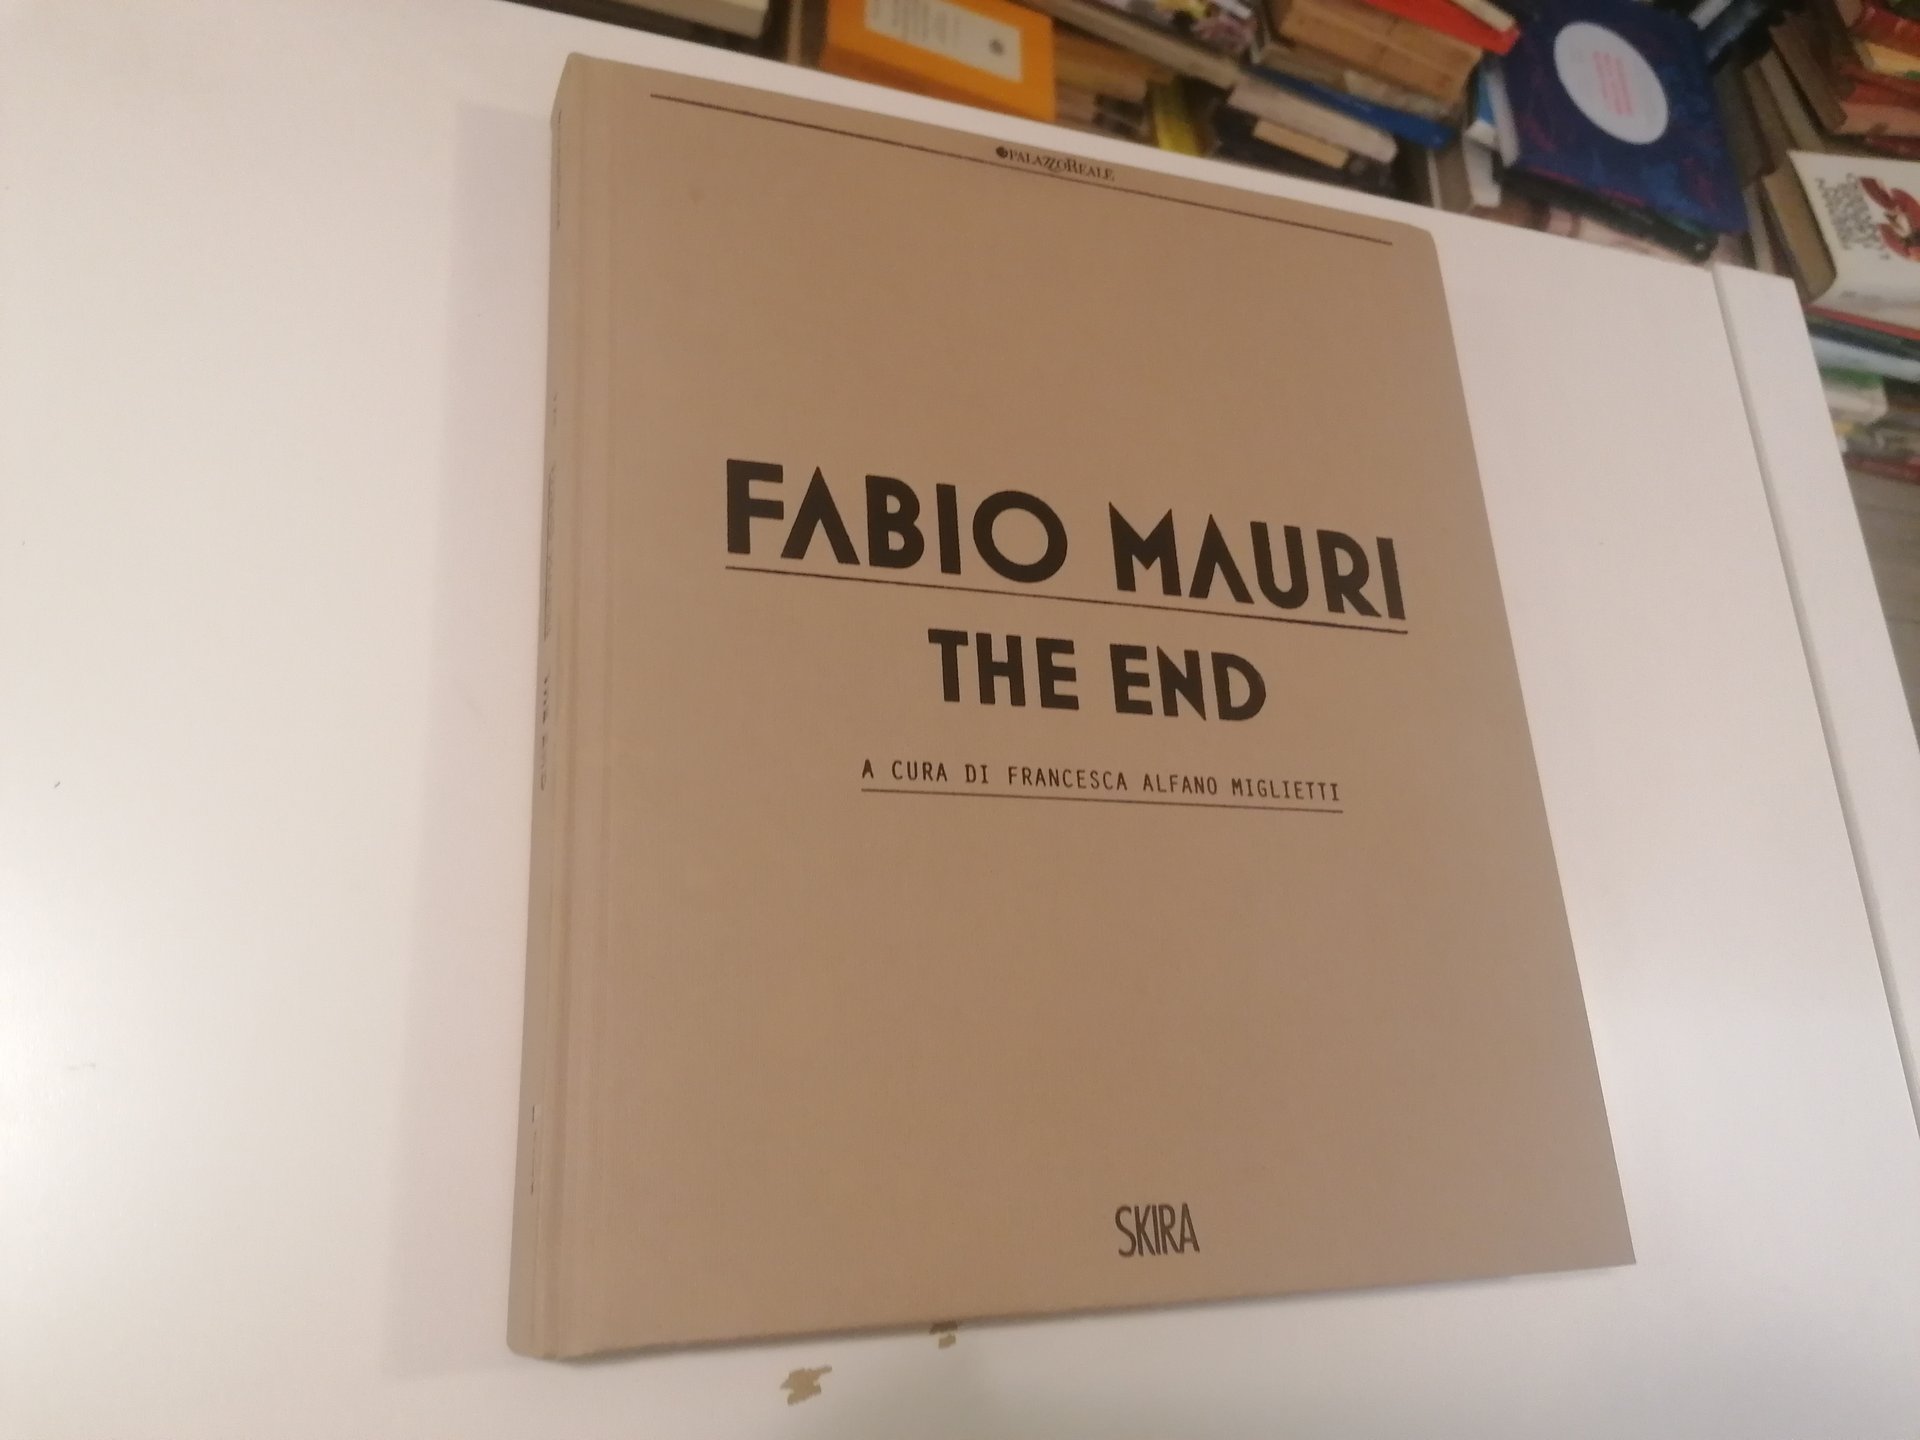 PALAZZOREALE
FABIO MAURI
THE END
A CURA DI FRANCESCA ALFANO MIGLIETTI
SKIRA